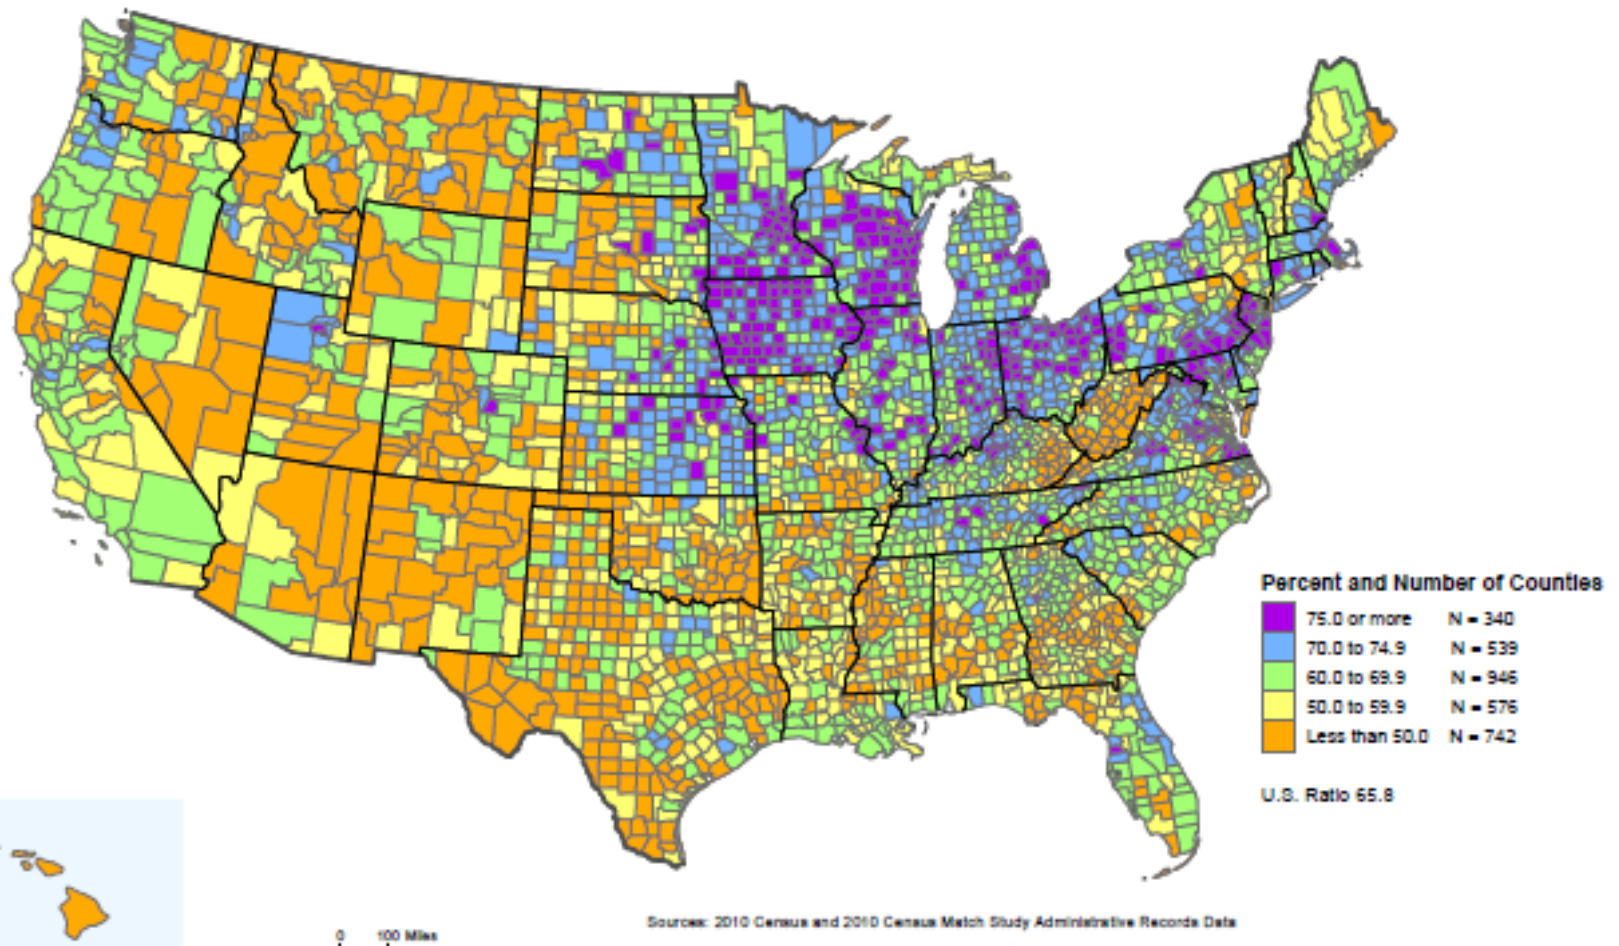 Percent and Number of Counties
75.0 or more N = 340
70.0 to 74.9 N = 539
60.0 to 69.9 N = 946
50.0 to 59.9 N = 576
Less than 50.0 N = 742
U.S. Ratio 65.8
Sources: 2010 Census and 2010 Census Match Study Administrative Records Data
0 100 Miles